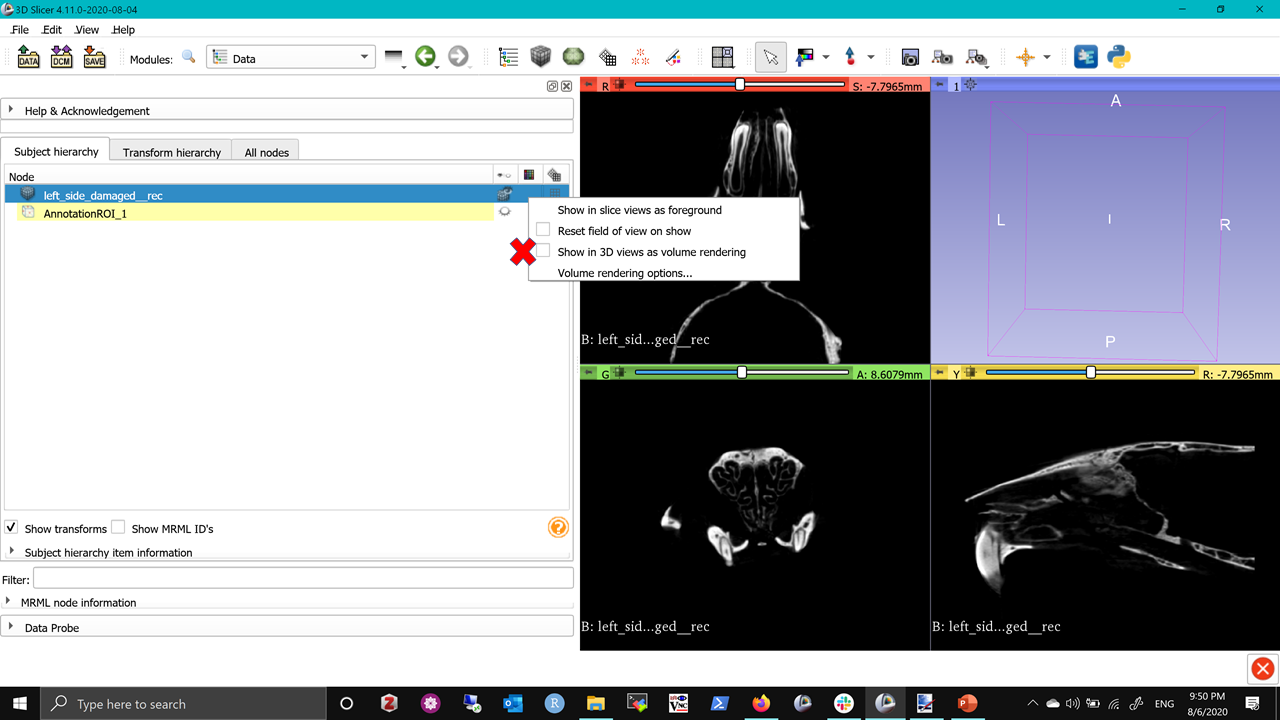 3D Slicer 4.11.0-2020-08-04
File Edit View Help
DATA DCM SAVE Modules: Data
R S: -7.7965mm 1
Help & Acknowledgement
Subject hierarchy Transform hierarchy All nodes
Node
left_side_damaged__rec
AnnotationROI_1
Show in slice views as foreground
Reset field of view on show
Show in 3D views as volume rendering
Volume rendering options...
A
L I R
P
B: left_sid...ged__rec
G A: 8.6079mm Y R: -7.7965mm
Show transforms Show MRML ID's
Subject hierarchy item information
Filter:
MRML node information
Data Probe
B: left_sid...ged__rec B: left_sid...ged__rec
Type here to search
ENG
9:50 PM
8/6/2020